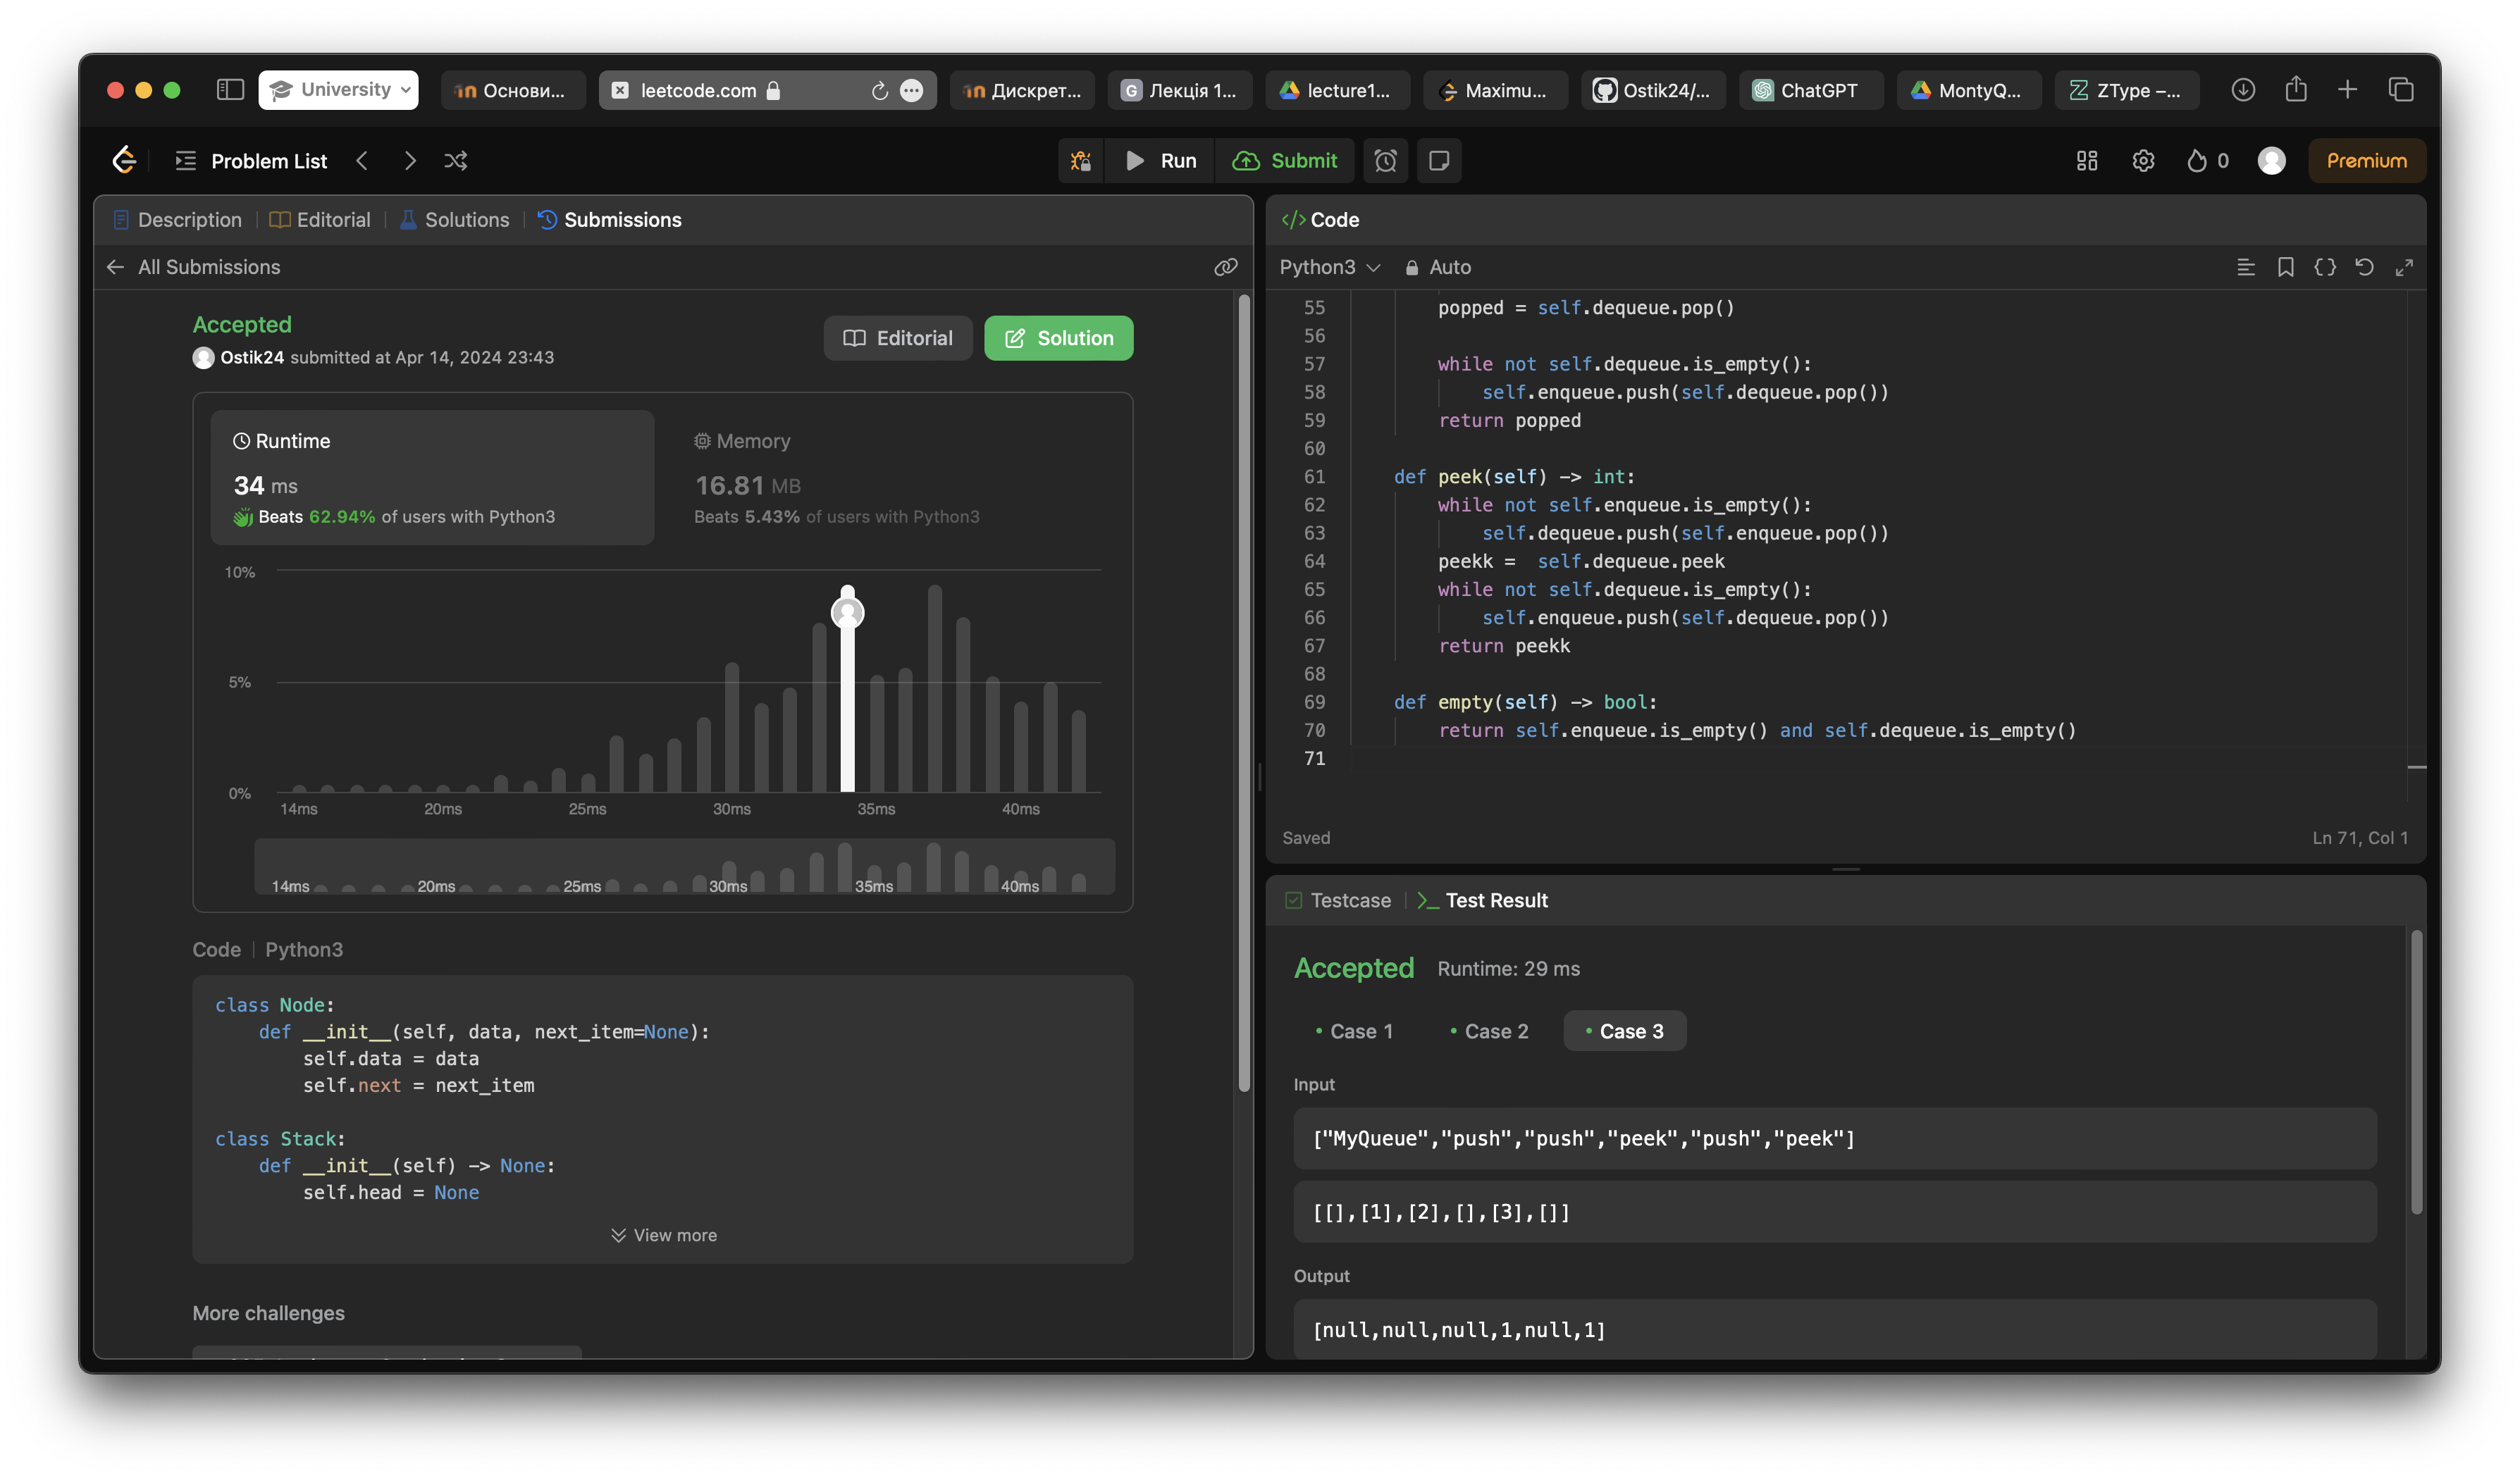 University
Основи...
leetcode.com
Дискрет...
G Лекція 1...
lecture1...
Maximu...
Ostik24/...
ChatGPT
MontyQ...
ZType –...
Problem List
Run
Submit
0
Premium
Description
Editorial
Solutions
Submissions
All Submissions
Accepted
Ostik24 submitted at Apr 14, 2024 23:43
Editorial
Solution
Runtime
34 ms
Beats 62.94% of users with Python3
Memory
16.81 MB
Beats 5.43% of users with Python3
10%
5%
0%
14ms 20ms 25ms 30ms 35ms 40ms
14ms 20ms 25ms 30ms 35ms 40ms
Code | Python3
class Node:
    def __init__(self, data, next_item=None):
        self.data = data
        self.next = next_item
class Stack:
    def __init__(self) -> None:
        self.head = None
View more
More challenges
</> Code
Python3
Auto
55 popped = self.dequeue.pop()
56
57 while not self.dequeue.is_empty():
58 self.enqueue.push(self.dequeue.pop())
59 return popped
60
61 def peek(self) -> int:
62 while not self.enqueue.is_empty():
63 self.dequeue.push(self.enqueue.pop())
64 peekk =  self.dequeue.peek
65 while not self.dequeue.is_empty():
66 self.enqueue.push(self.dequeue.pop())
67 return peekk
68
69 def empty(self) -> bool:
70 return self.enqueue.is_empty() and self.dequeue.is_empty()
71
Saved
Ln 71, Col 1
Testcase
Test Result
Accepted Runtime: 29 ms
• Case 1 • Case 2 • Case 3
Input
["MyQueue","push","push","peek","push","peek"]
[[],[1],[2],[],[3],[]]
Output
[null,null,null,1,null,1]